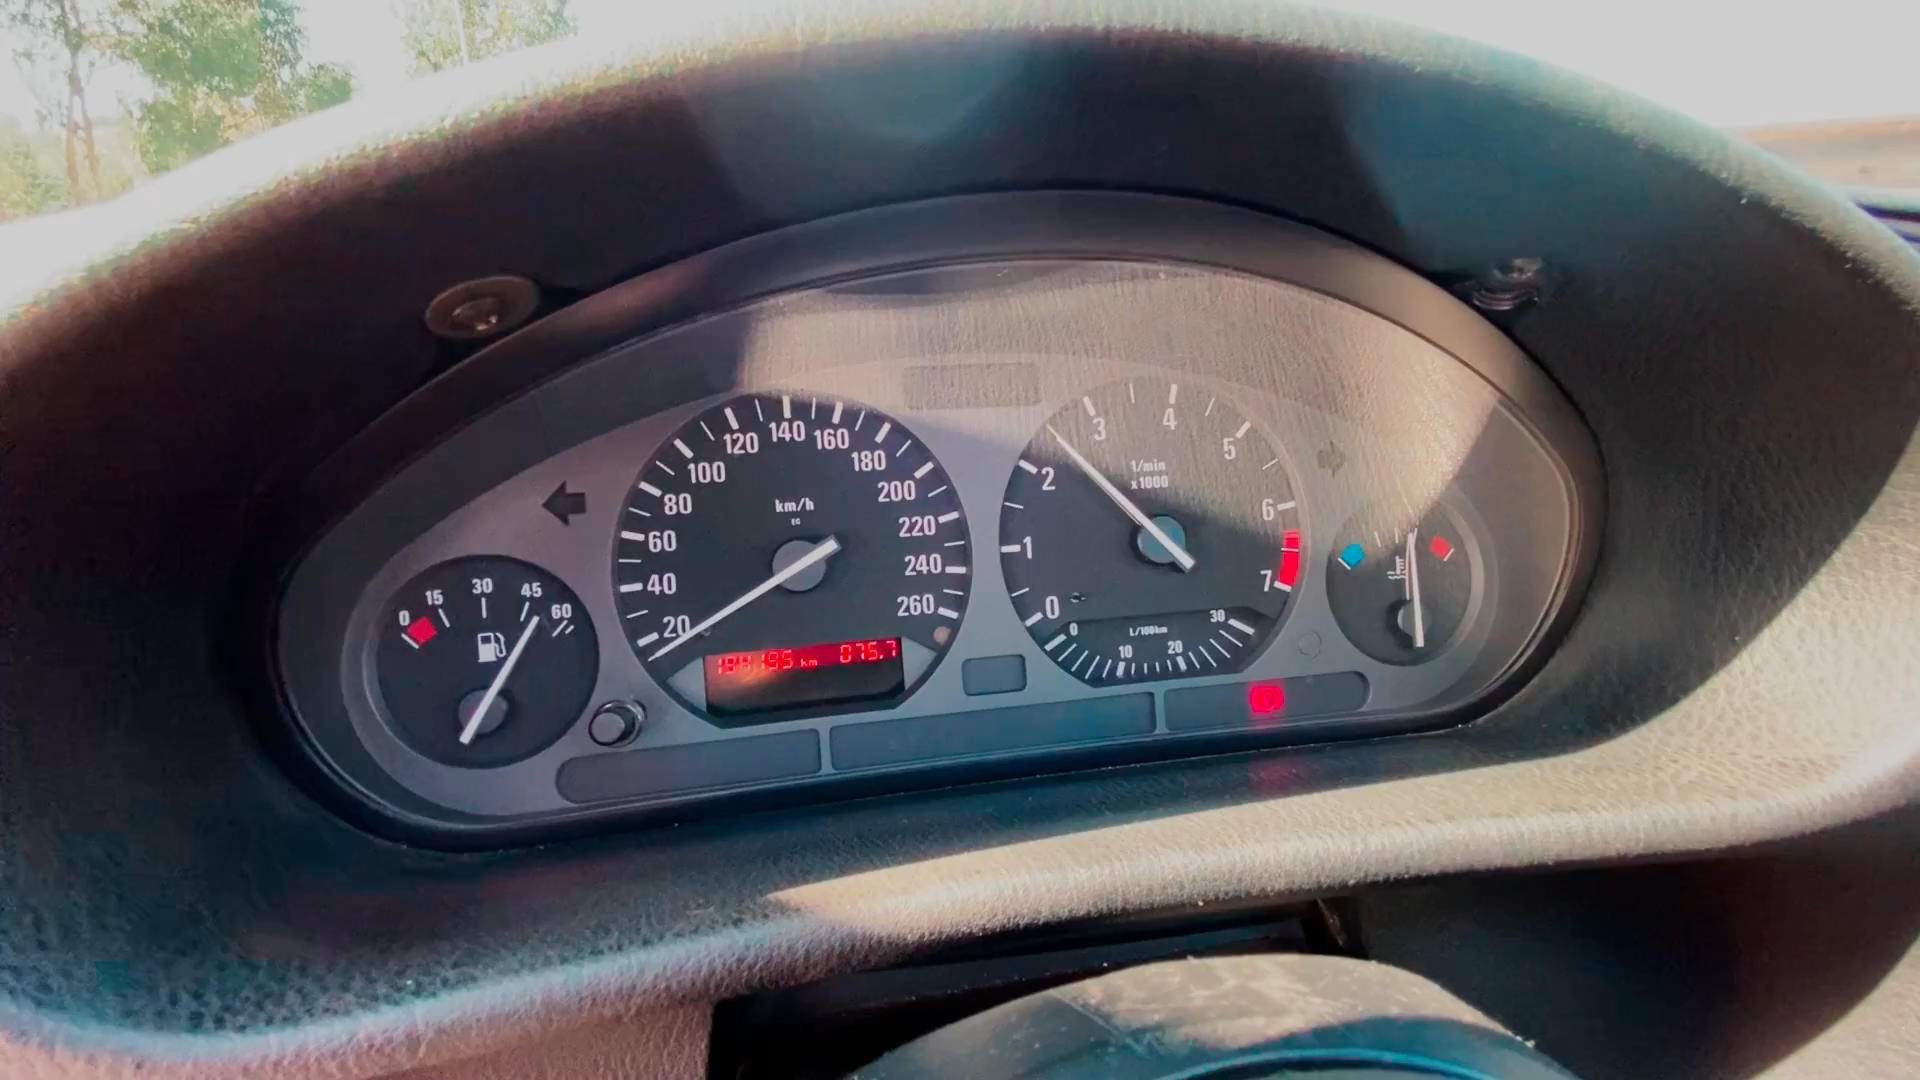 0 15 30 45 60
20 40 60 80 100 120 140 160 180 200 220 240 260
km/h
EC
km 075.7
0 1 2 3 4 5 6 7
1/min
x1000
0 10 20 30
L/100km